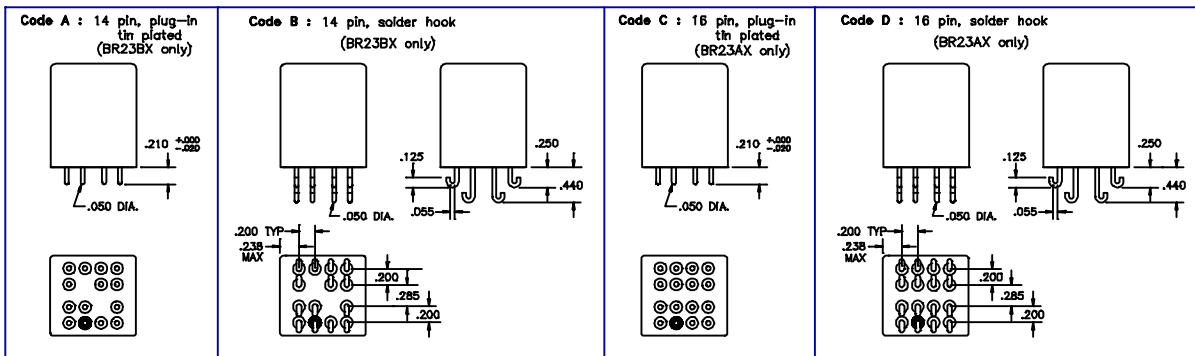 Code A : 14 pin, plug-in
tin plated
(BR23BX only)
.210 +.000
-.020
.050 DIA.
Code B : 14 pin, solder hook
(BR23BX only)
.125
.250
.440
.050 DIA.
.055
.200 TYP
.238
MAX
.200
.285
.200
Code C : 16 pin, plug-in
tin plated
(BR23AX only)
.210 +.000
-.020
.050 DIA.
Code D : 16 pin, solder hook
(BR23AX only)
.125
.250
.440
.050 DIA.
.055
.200 TYP
.238
MAX
.200
.285
.200